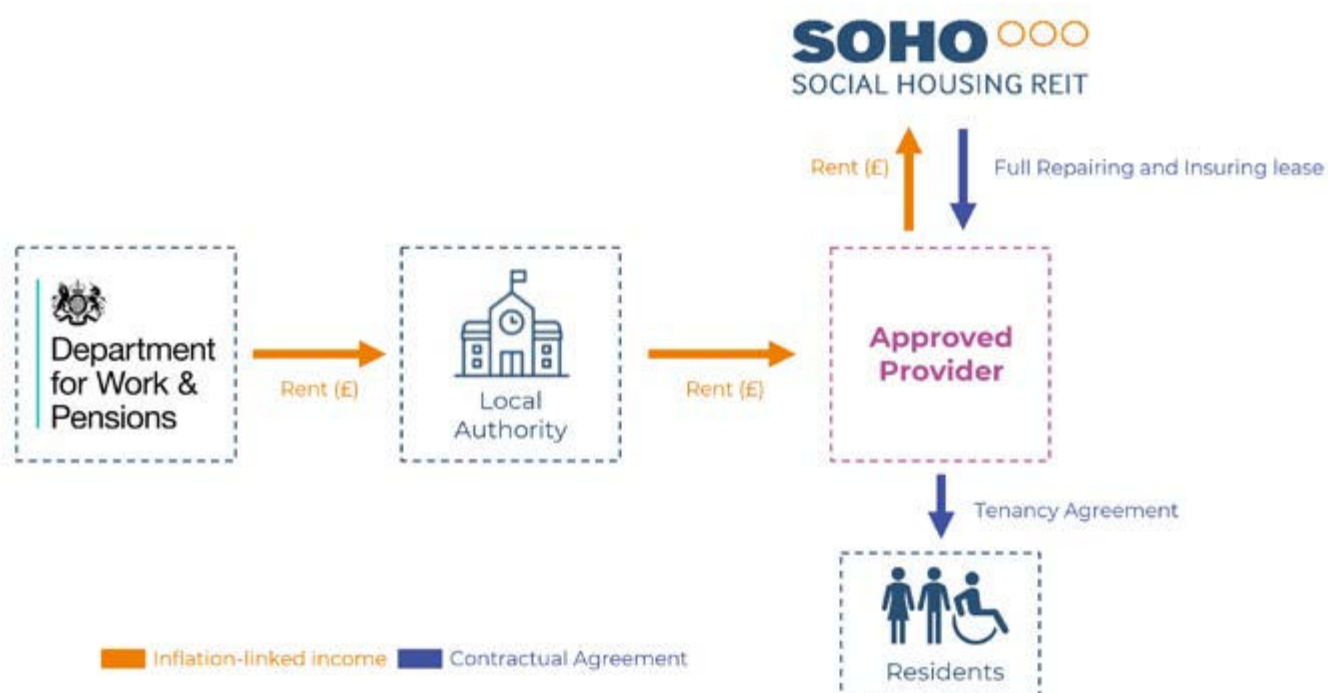 SOHO
SOCIAL HOUSING REIT
Rent (£)
Full Repairing and Insuring lease
Department
for Work &
Pensions
Rent (£)
Local
Authority
Rent (£)
Approved
Provider
Tenancy Agreement
Residents
Inflation-linked income
Contractual Agreement